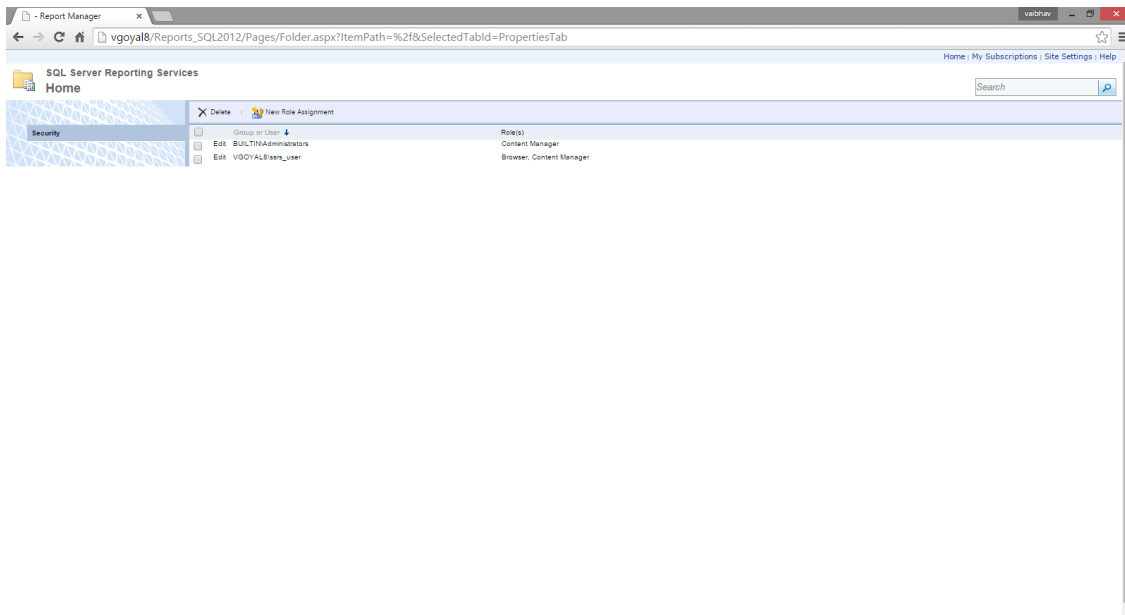 - Report Manager
vaibhav
vgoyal8/Reports_SQL2012/Pages/Folder.aspx?ItemPath=%2f&SelectedTabId=PropertiesTab
Home | My Subscriptions | Site Settings | Help
SQL Server Reporting Services
Home
Search
Delete | New Role Assignment
Security
Group or User Role(s)
Edit BUILTIN\Administrators Content Manager
Edit VGOYAL8\ssrs_user Browser, Content Manager